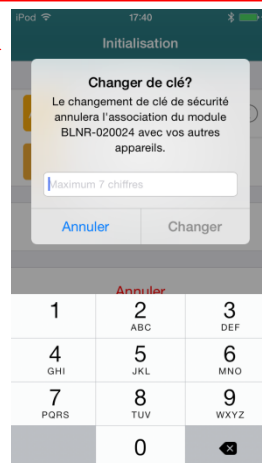 iPod 17:40
Initialisation
Changer de clé?
Le changement de clé de sécurité
annulera l'association du module
BLNR-020024 avec vos autres
appareils.
Maximum 7 chiffres
Annuler Changer
Annuler
1 2 3
ABC DEF
4 5 6
GHI JKL MNO
7 8 9
PQRS TUV WXYZ
0